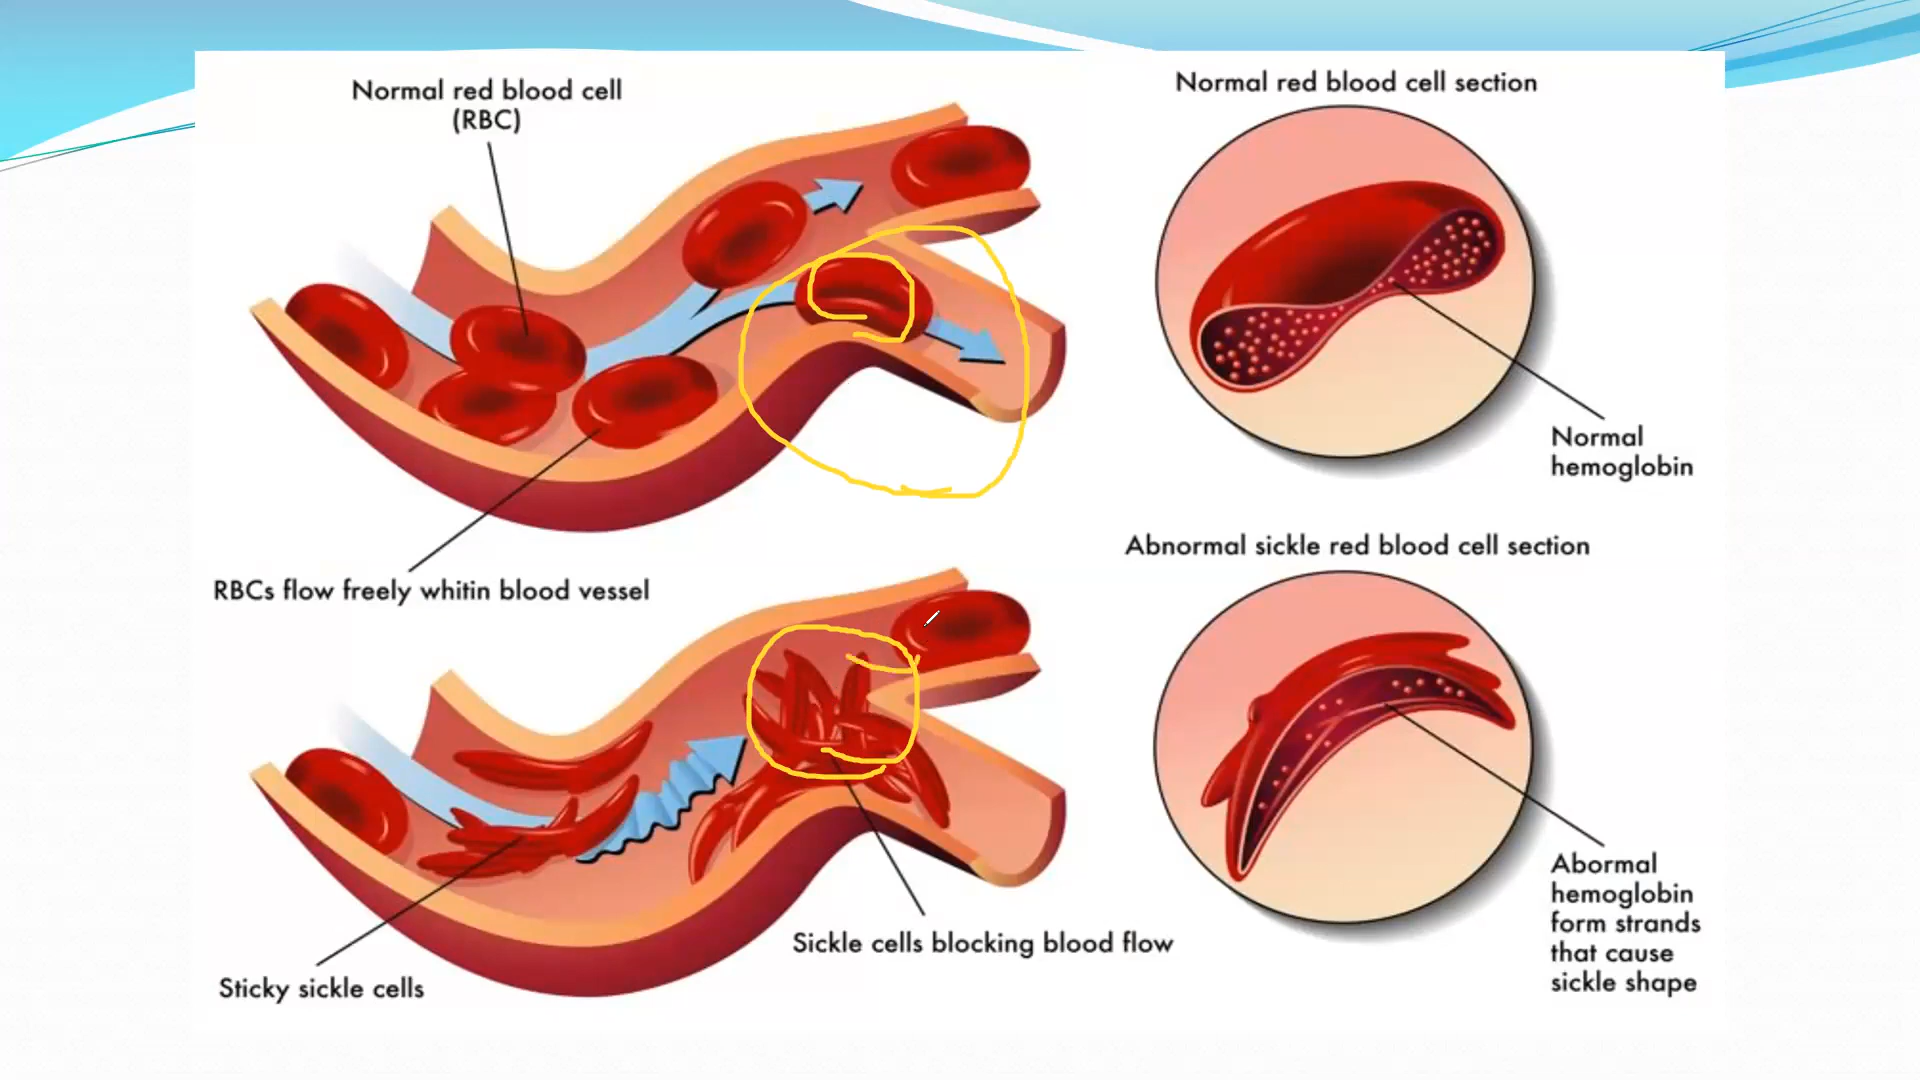 Normal red blood cell
(RBC)
RBCs flow freely whitin blood vessel
Normal red blood cell section
Normal
hemoglobin
Sticky sickle cells
Sickle cells blocking blood flow
Abnormal sickle red blood cell section
Abormal
hemoglobin
form strands
that cause
sickle shape